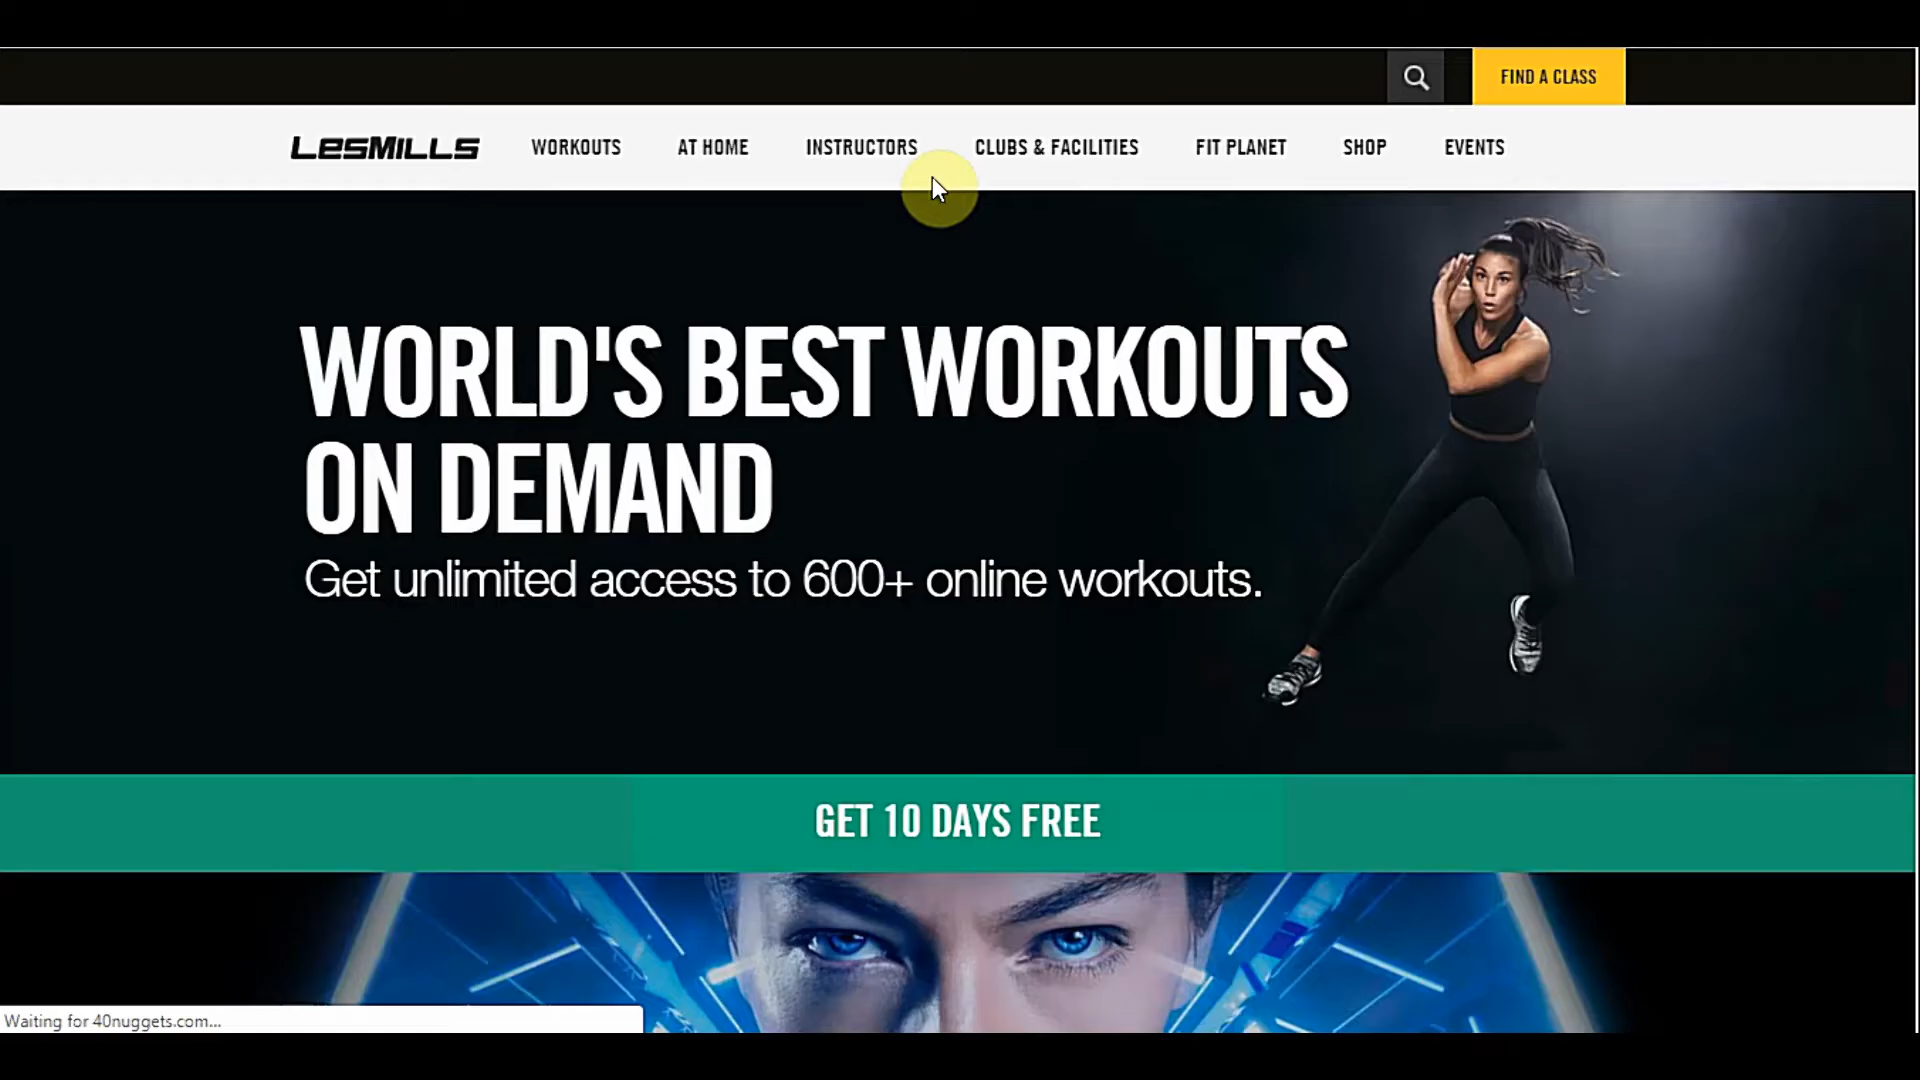 FIND A CLASS
LesMILLS WORKOUTS AT HOME INSTRUCTORS CLUBS & FACILITIES FIT PLANET SHOP EVENTS
WORLD'S BEST WORKOUTS
ON DEMAND
Get unlimited access to 600+ online workouts.
GET 10 DAYS FREE
Waiting for 40nuggets.com...